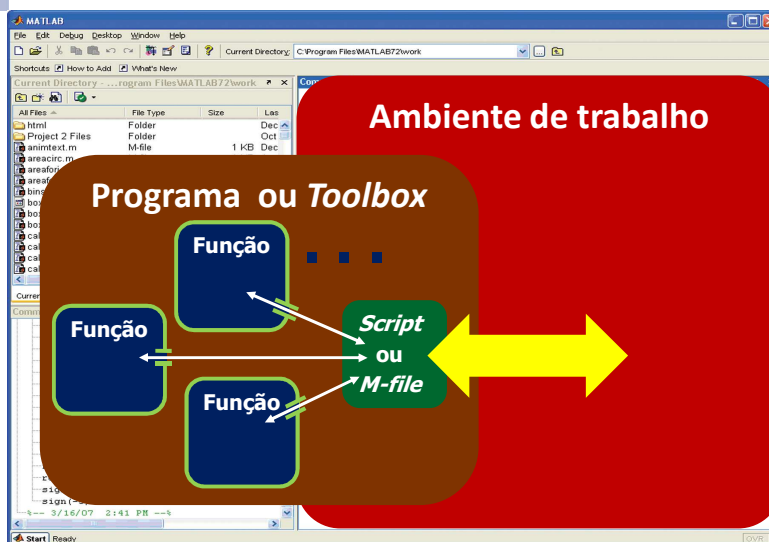 MATLAB
File Edit Debug Desktop Window Help
Current Directory: C:\Program Files\MATLAB72\work
Shortcuts How to Add What's New
Current Directory - ...rogram Files\MATLAB72\work
All Files File Type Size Las
html Folder Dec
Project 2 Files Folder Oct
animtext.m M-file 1 KB Dec
areacirc.m
Ambiente de trabalho
Programa ou Toolbox
Função
Função
Função
Script
ou
M-file
%-- 3/16/07 2:41 PM --%
Start Ready
OVR